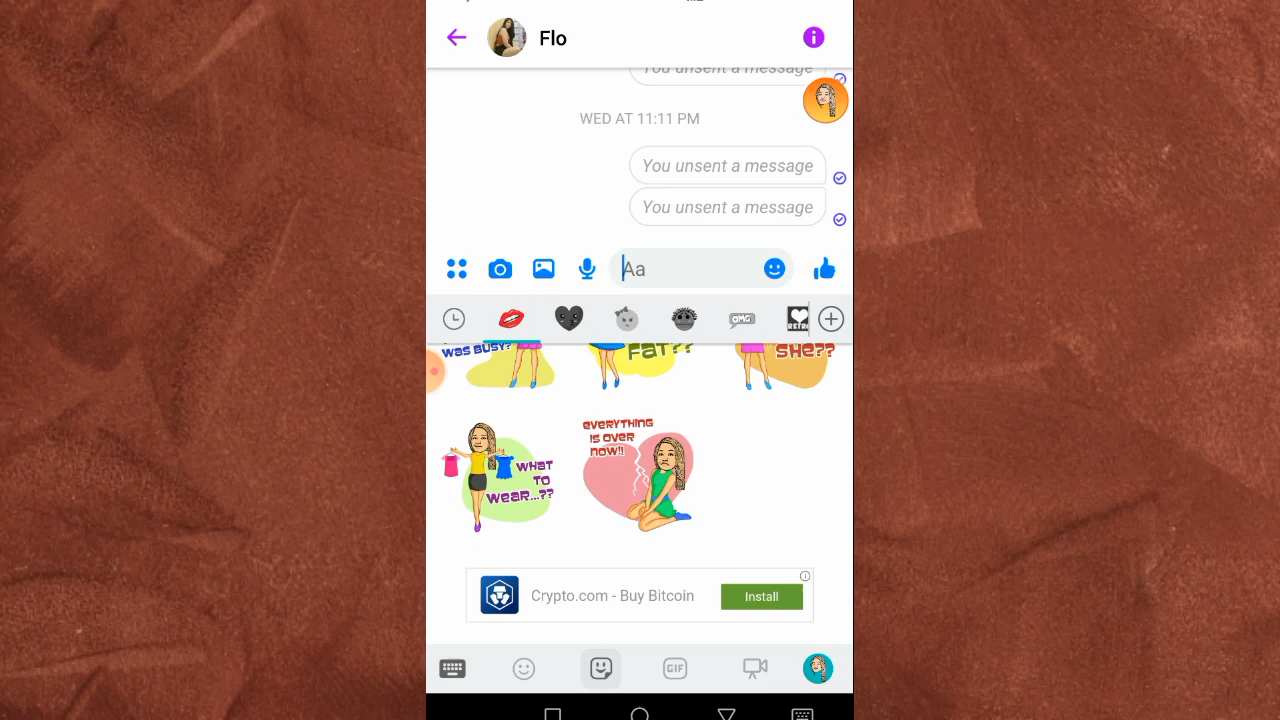 Flo
You unsent a message
WED AT 11:11 PM
You unsent a message
You unsent a message
Aa
OMG
RETRO
WAS BUSY?
FAT??
SHE??
WHAT
TO
WEAR...??
EVERYTHING
IS OVER
NOW!!
Crypto.com - Buy Bitcoin
Install
GIF